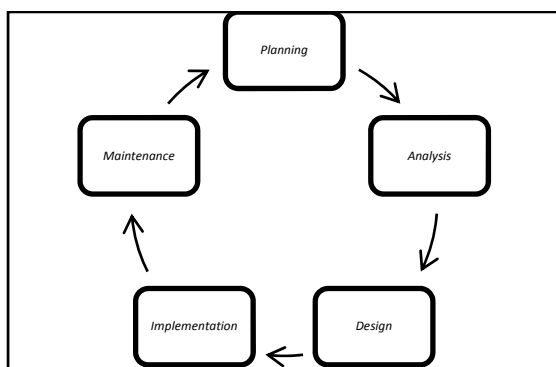 Planning
Analysis
Design
Implementation
Maintenance